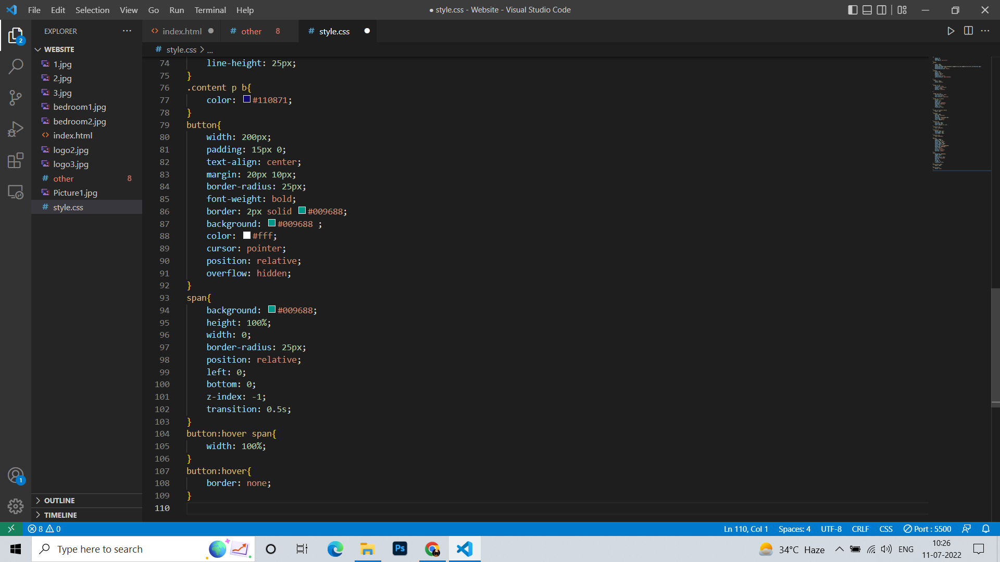 File Edit Selection View Go Run Terminal Help
● style.css - Website - Visual Studio Code
EXPLORER
index.html
# other 8
# style.css
# style.css > ...
WEBSITE
1.jpg
2.jpg
3.jpg
bedroom1.jpg
bedroom2.jpg
index.html
logo2.jpg
logo3.jpg
# other 8
Picture1.jpg
# style.css
OUTLINE
TIMELINE
2
1
74 line-height: 25px;
75 }
76 .content p b{
77 color: #110871;
78 }
79 button{
80 width: 200px;
81 padding: 15px 0;
82 text-align: center;
83 margin: 20px 10px;
84 border-radius: 25px;
85 font-weight: bold;
86 border: 2px solid #009688;
87 background: #009688 ;
88 color: #fff;
89 cursor: pointer;
90 position: relative;
91 overflow: hidden;
92 }
93 span{
94 background: #009688;
95 height: 100%;
96 width: 0;
97 border-radius: 25px;
98 position: relative;
99 left: 0;
100 bottom: 0;
101 z-index: -1;
102 transition: 0.5s;
103 }
104 button:hover span{
105 width: 100%;
106 }
107 button:hover{
108 border: none;
109 }
110
8 0
Ln 110, Col 1 Spaces: 4 UTF-8 CRLF CSS Port : 5500
Type here to search
Ps
34°C Haze
ENG
10:26
11-07-2022